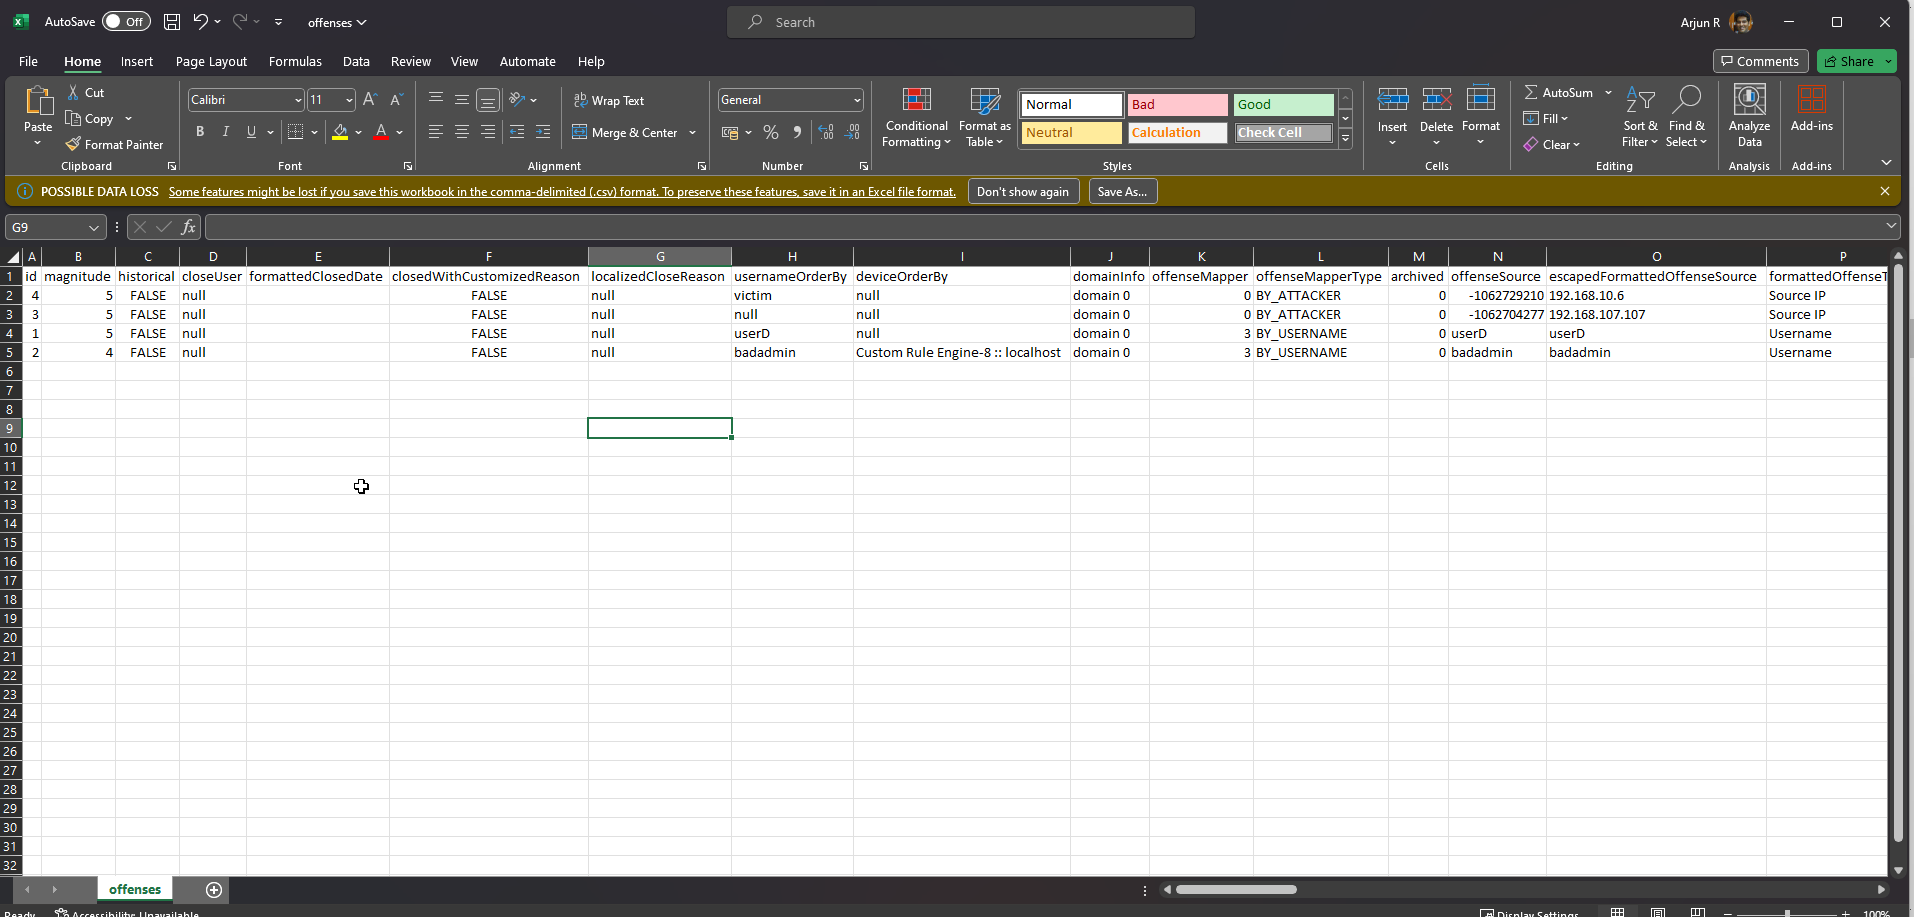 AutoSave Off offenses Search Arjun R
File Home Insert Page Layout Formulas Data Review View Automate Help Comments Share
Paste Cut Copy Format Painter Clipboard
Calibri 11 A A B I U A Font
Wrap Text Merge & Center Alignment
General % Number
Conditional Formatting Format as Table
Normal Bad Good
Neutral Calculation Check Cell
Styles
Insert Delete Format Cells
AutoSum Fill Clear Sort & Filter Find & Select Editing
Analyze Data Analysis
Add-ins Add-ins
POSSIBLE DATA LOSS Some features might be lost if you save this workbook in the comma-delimited (.csv) format. To preserve these features, save it in an Excel file format. Don't show again Save As...
G9 fx
A B C D E F G H I J K L M N O P
1 id magnitude historical closeUser formattedClosedDate closedWithCustomizedReason localizedCloseReason usernameOrderBy deviceOrderBy domainInfo offenseMapper offenseMapperType archived offenseSource escapedFormattedOffenseSource formattedOffenseT
2 4 5 FALSE null FALSE null victim null domain 0 0 BY_ATTACKER 0 -1062729210 192.168.10.6 Source IP
3 3 5 FALSE null FALSE null null null domain 0 0 BY_ATTACKER 0 -1062704277 192.168.107.107 Source IP
4 1 5 FALSE null FALSE null userD null domain 0 3 BY_USERNAME 0 userD userD Username
5 2 4 FALSE null FALSE null badadmin Custom Rule Engine-8 :: localhost domain 0 3 BY_USERNAME 0 badadmin badadmin Username
6
7
8
9
10
11
12
13
14
15
16
17
18
19
20
21
22
23
24
25
26
27
28
29
30
31
32
offenses
Ready Accessibility: Unavailable Display Settings 100%